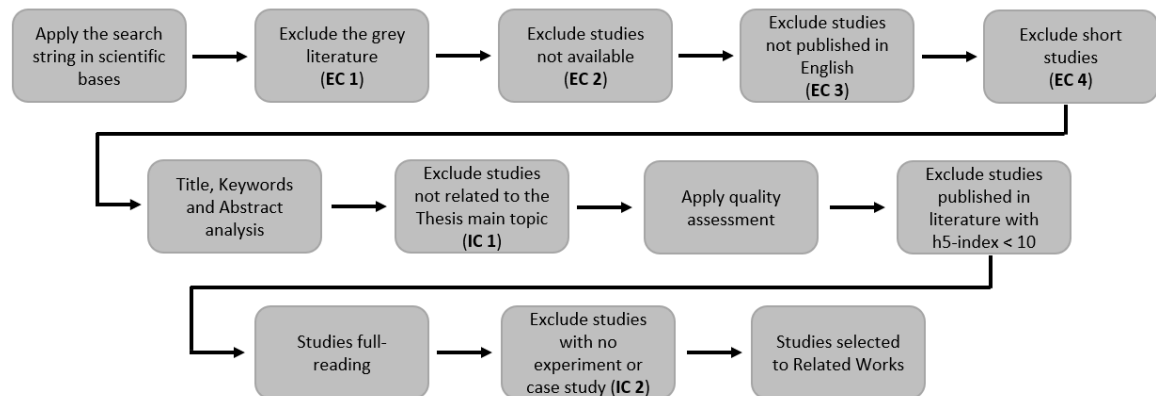 Apply the search
string in scientific
bases
Exclude the grey
literature
(EC 1)
Exclude studies
not available
(EC 2)
Exclude studies
not published in
English
(EC 3)
Exclude short
studies
(EC 4)
Title, Keywords
and Abstract
analysis
Exclude studies
not related to the
Thesis main topic
(IC 1)
Apply quality
assessment
Exclude studies
published in
literature with
h5-index < 10
Studies full-
reading
Exclude studies
with no
experiment or
case study (IC 2)
Studies selected
to Related Works